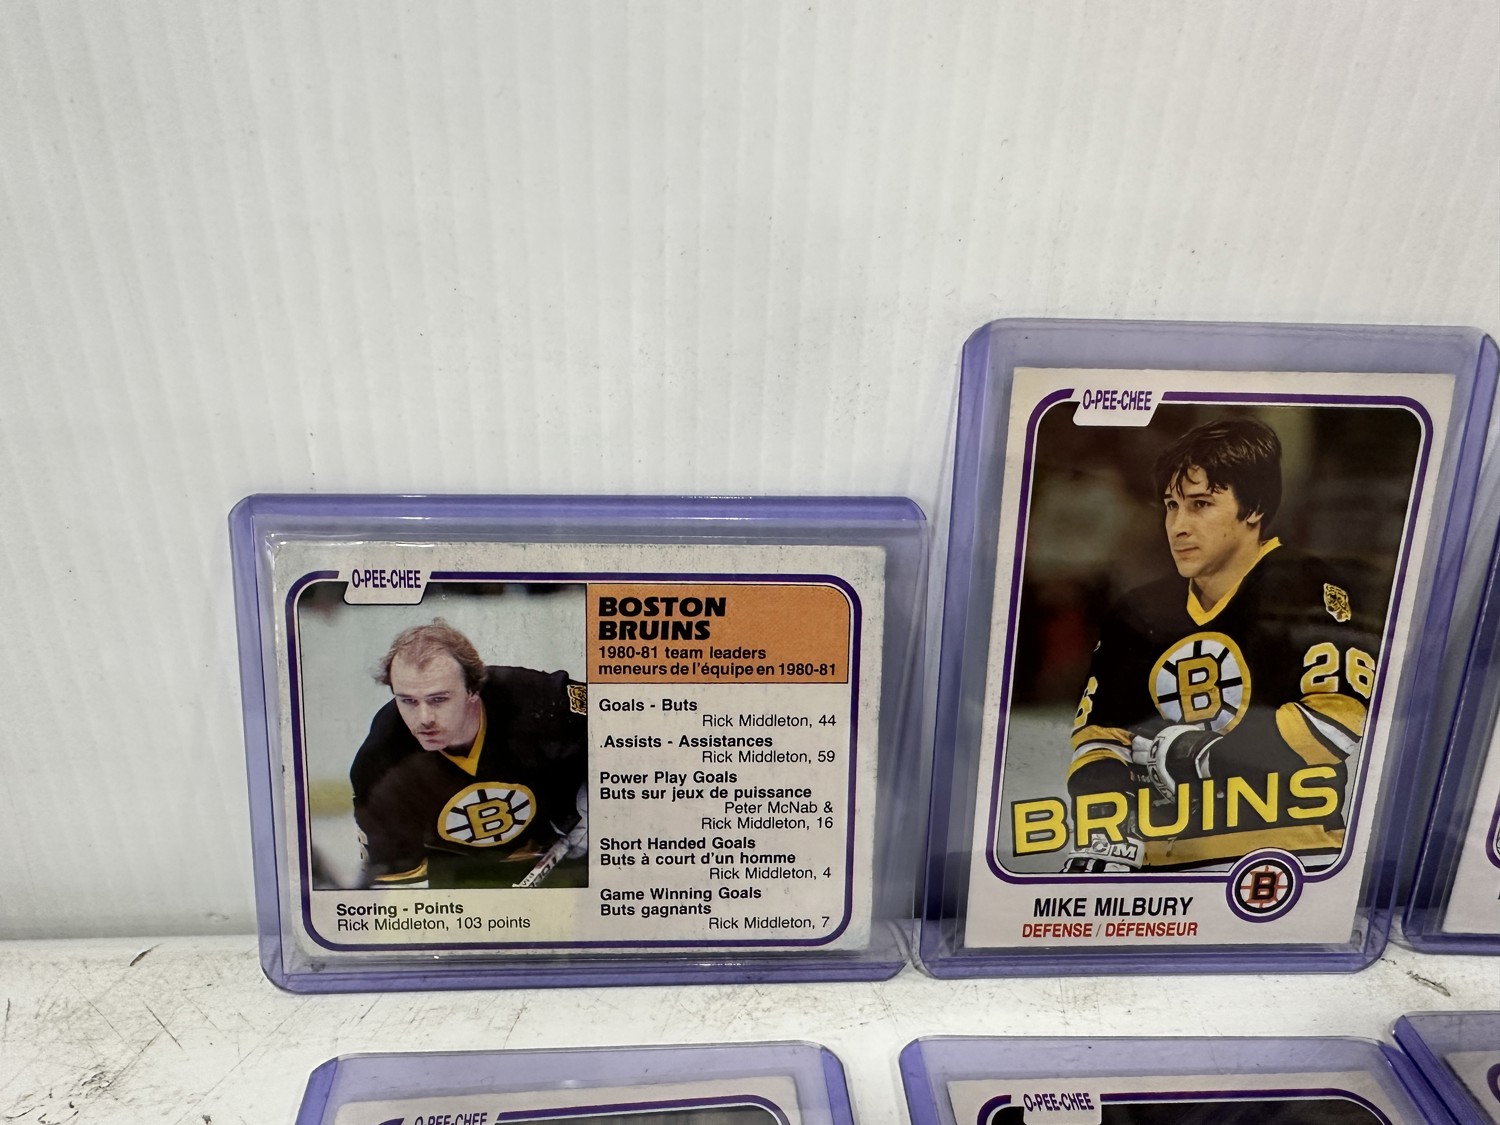 O-PEE-CHEE
BOSTON
BRUINS
1980-81 team leaders
meneurs de l'équipe en 1980-81
Goals - Buts
Rick Middleton, 44
Assists - Assistances
Rick Middleton, 59
Power Play Goals
Buts sur jeux de puissance
Peter McNab &
Rick Middleton, 16
Short Handed Goals
Buts à court d'un homme
Rick Middleton, 4
Game Winning Goals
Buts gagnants
Rick Middleton, 7
Scoring - Points
Rick Middleton, 103 points
B
O-PEE-CHEE
26
6
B
BRUINS
CCM
B
MIKE MILBURY
DEFENSE / DÉFENSEUR
O-PEE-CHEE
O-PEE-CHEE